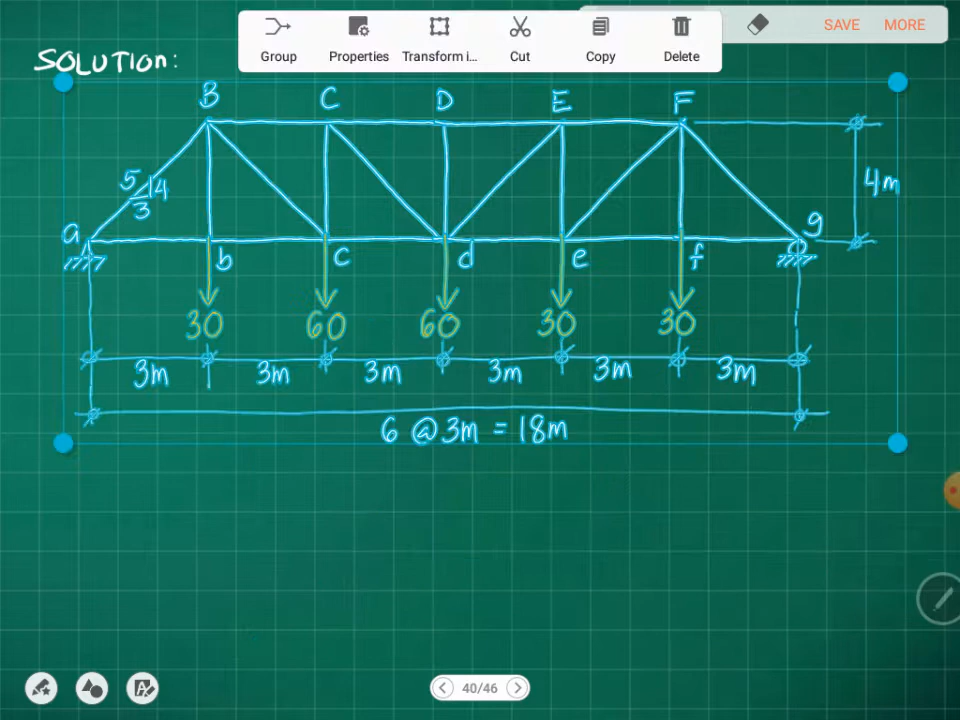 SAVE MORE
Group Properties Transform i... Cut Copy Delete
SOLUTION:
B C D E F
5 4
3
4m
a g
b c d e f
30 60 60 30 30
3m 3m 3m 3m 3m 3m
6 @ 3m = 18m
40/46